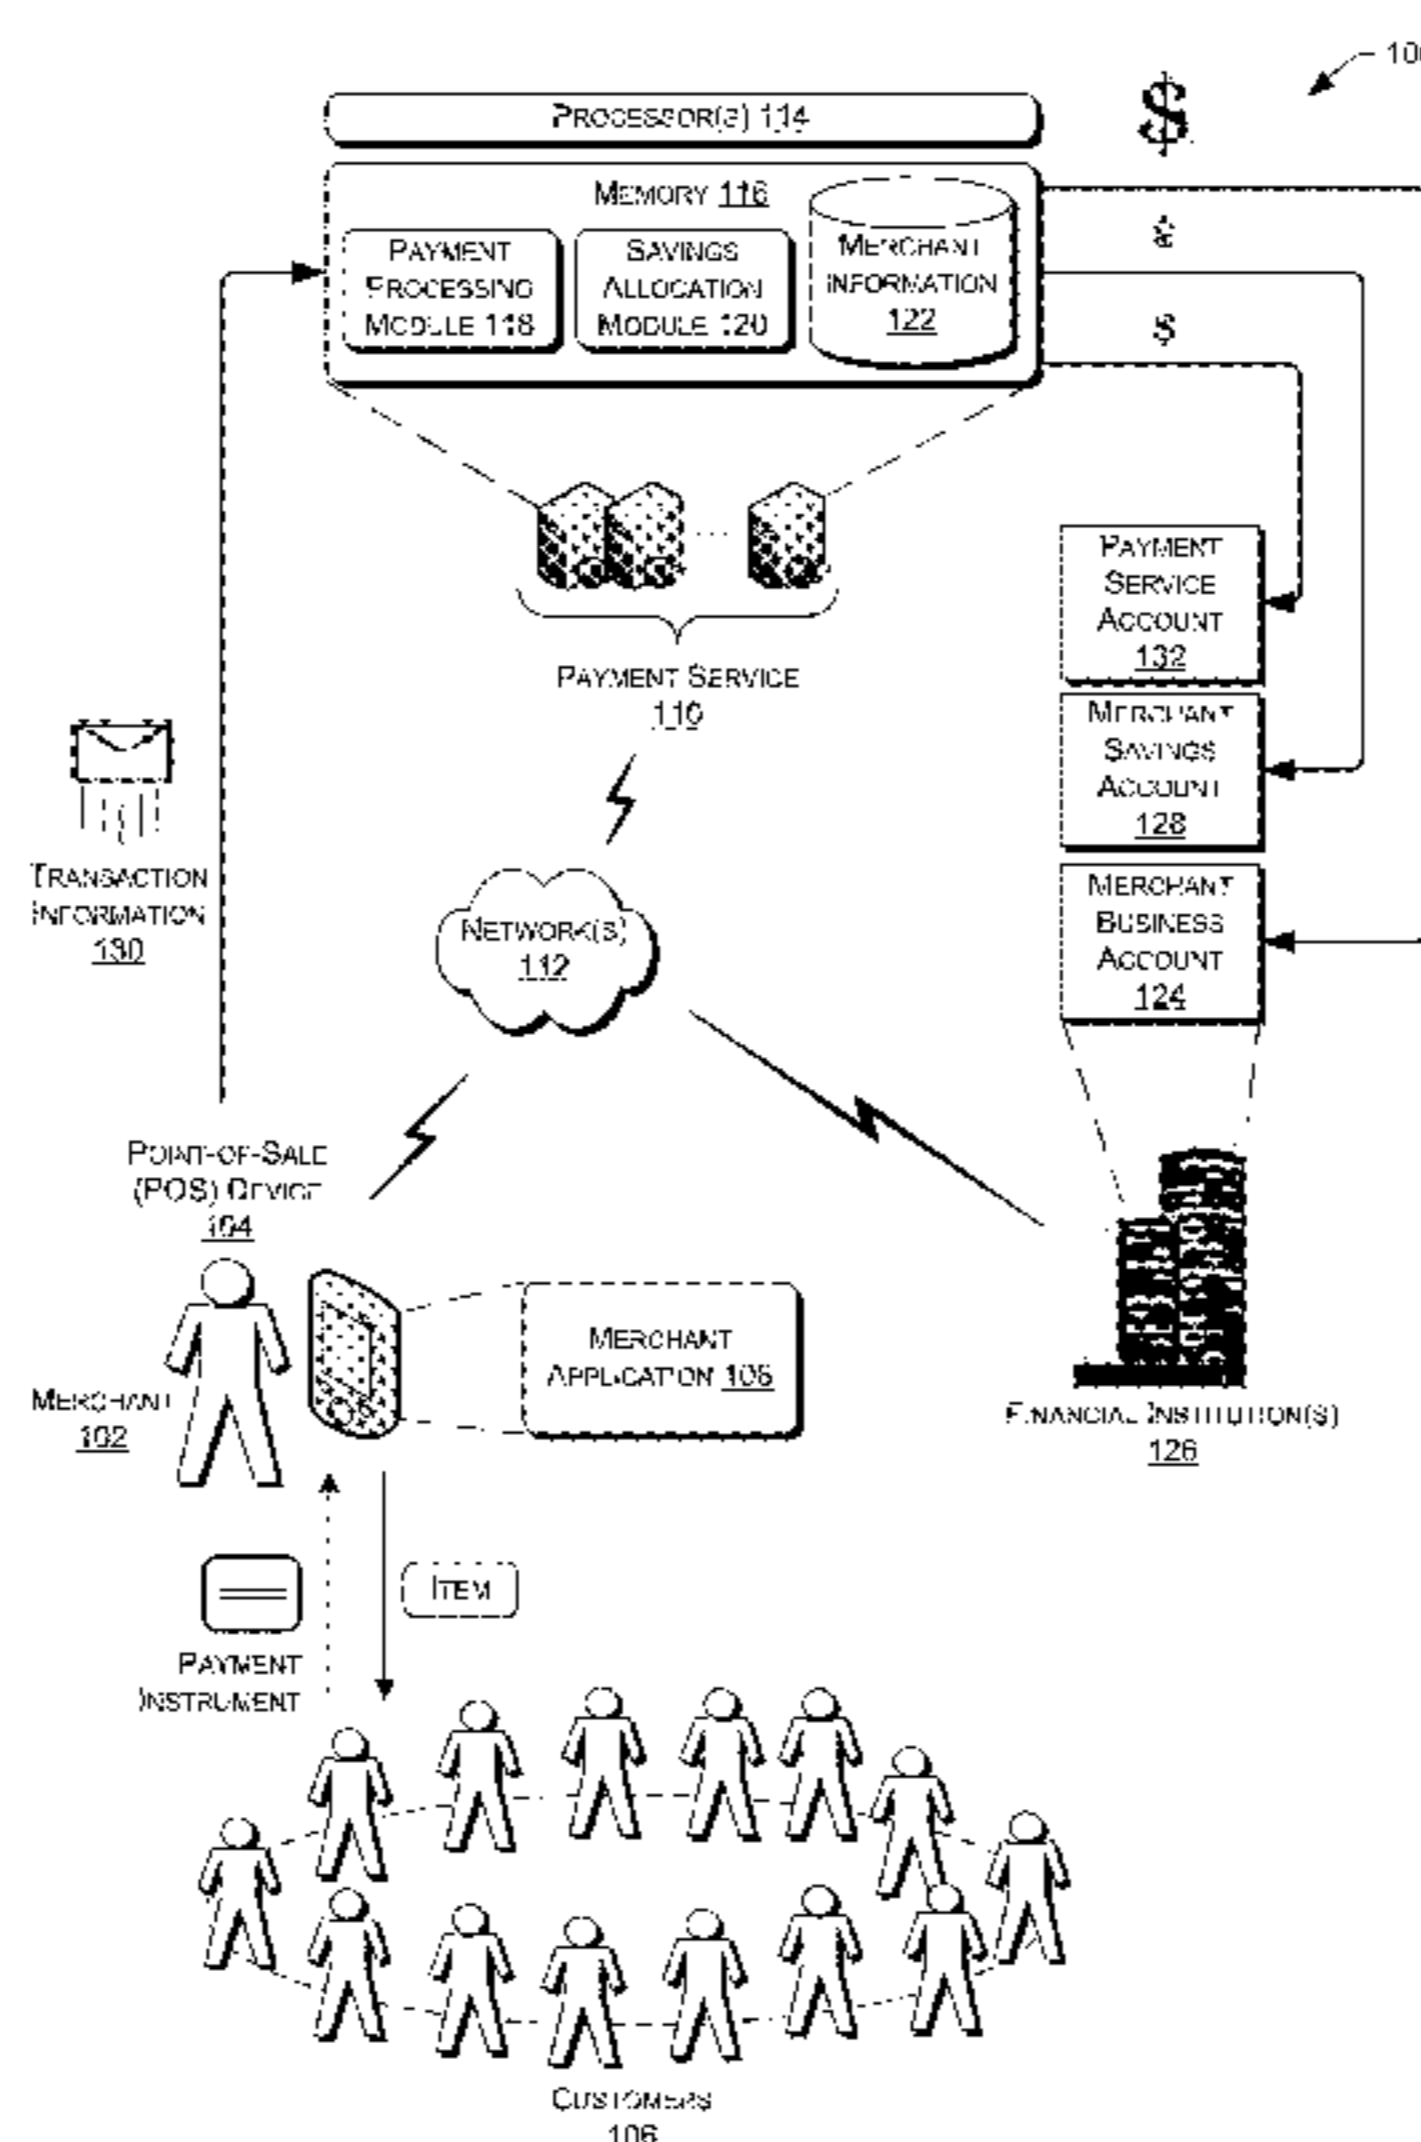 $
PROCESSOR(S) 114
MEMORY 116
PAYMENT
PROCESSING
MODULE 118
SAVINGS
ALLOCATION
MODULE 120
MERCHANT
INFORMATION
122
$
$
PAYMENT
SERVICE
ACCOUNT
132
MERCHANT
SAVINGS
ACCOUNT
128
MERCHANT
BUSINESS
ACCOUNT
124
PAYMENT SERVICE
110
TRANSACTION
INFORMATION
130
NETWORK(S)
112
POINT-OF-SALE
(POS) DEVICE
104
MERCHANT
102
MERCHANT
APPLICATION
FINANCIAL INSTITUTION(S)
126
ITEM
PAYMENT
INSTRUMENT
CUSTOMERS
106